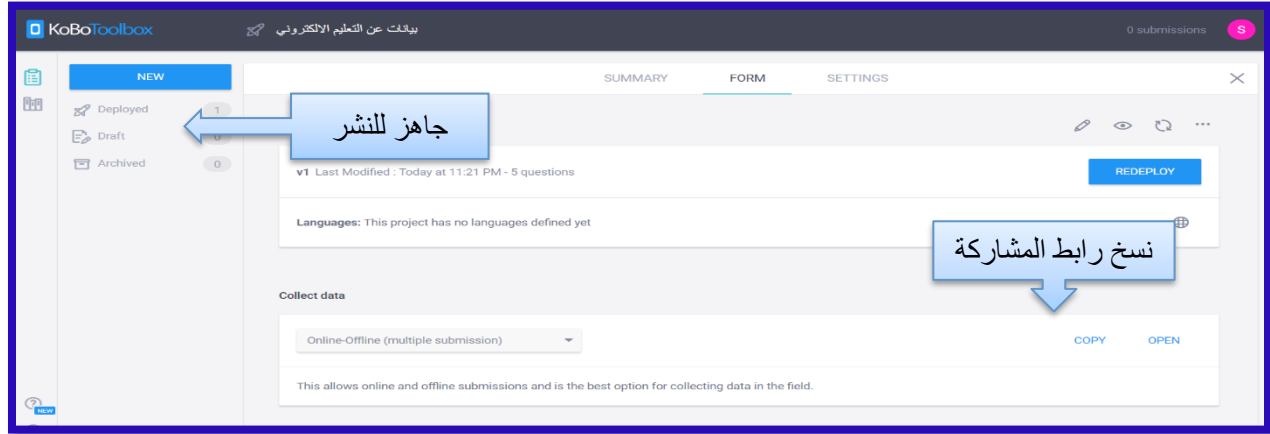 KoBoToolbox
بيانات عن التعليم الالكتروني
0 submissions
S
NEW
SUMMARY
FORM
SETTINGS
Deployed
1
جاهز للنشر
Draft
0
Archived
0
v1 Last Modified : Today at 11:21 PM - 5 questions
REDEPLOY
Languages: This project has no languages defined yet
نسخ رابط المشاركة
Collect data
Online-Offline (multiple submission)
COPY
OPEN
This allows online and offline submissions and is the best option for collecting data in the field.
NEW